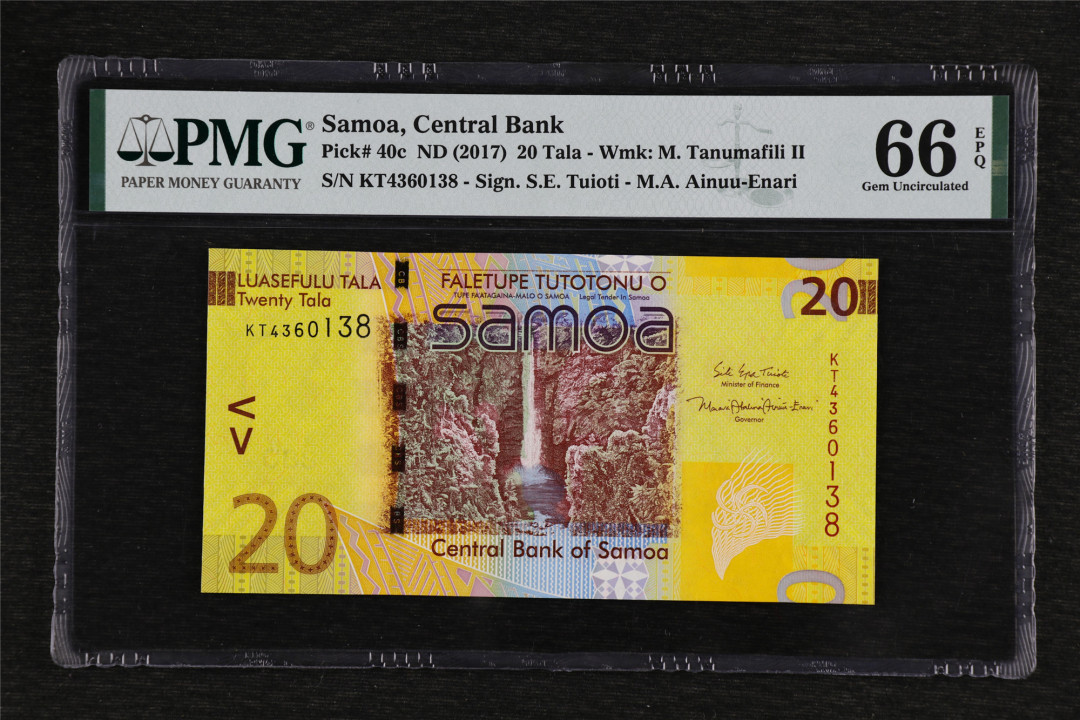 PMG®
PAPER MONEY GUARANTY
Samoa, Central Bank
Pick# 40c ND (2017) 20 Tala - Wmk: M. Tanumafili II
S/N KT4360138 - Sign. S.E. Tuioti - M.A. Ainuu-Enari
66 EPQ
Gem Uncirculated
LUASEFULU TALA
Twenty Tala
KT4360138
FALETUPE TUTOTONU O
TUPE FAATAGAINA-MALO O SAMOA Legal Tender In Samoa
samoa
20
Minister of Finance
Governor
KT4360138
20
Central Bank of Samoa